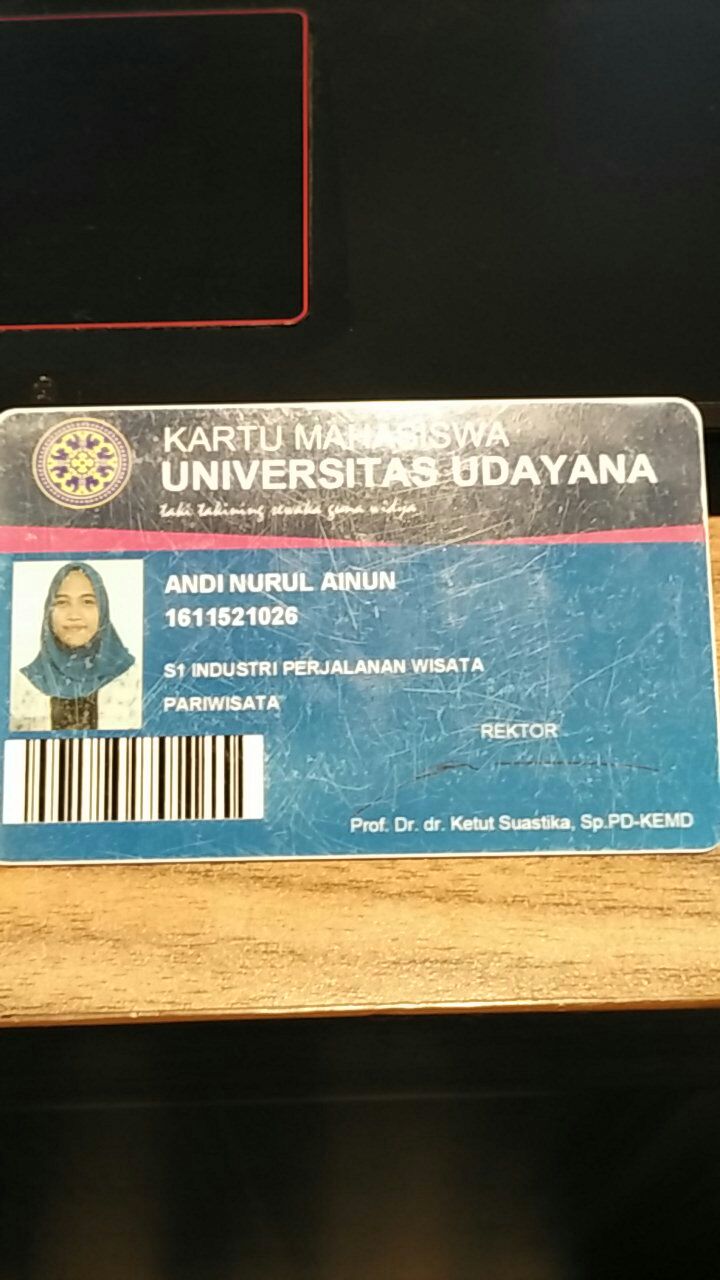 KARTU MAHASISWA
UNIVERSITAS UDAYANA
taki takining sewaka guna widya
ANDI NURUL AINUN
1611521026
S1 INDUSTRI PERJALANAN WISATA
PARIWISATA
REKTOR
Prof. Dr. dr. Ketut Suastika, Sp.PD-KEMD